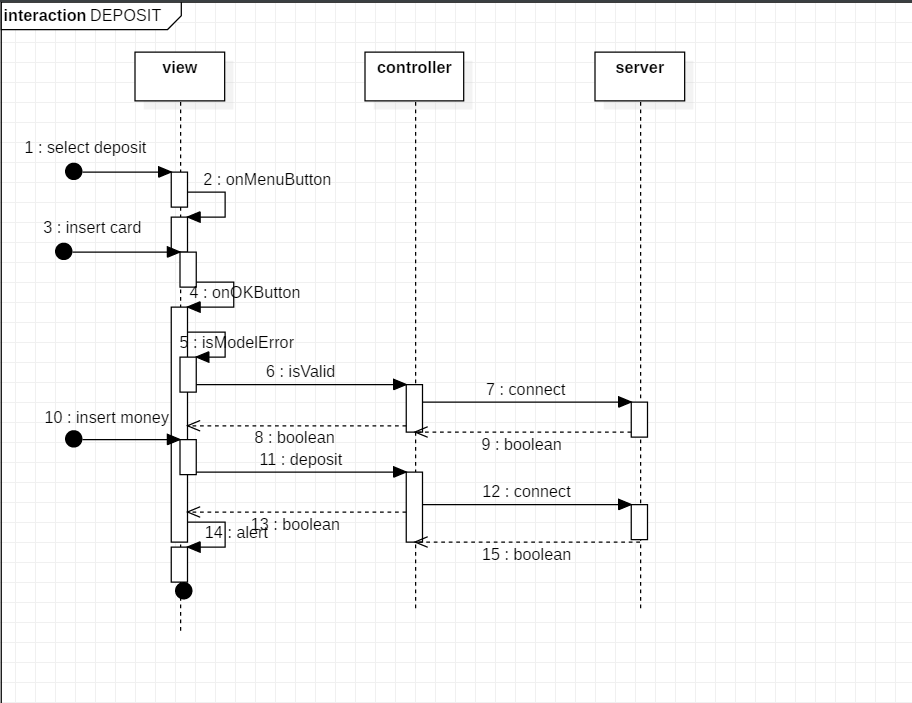 interaction DEPOSIT
view
controller
server
1 : select deposit
2 : onMenuButton
3 : insert card
4 : onOKButton
5 : isModelError
6 : isValid
7 : connect
10 : insert money
8 : boolean
9 : boolean
11 : deposit
12 : connect
13 : boolean
14 : alert
15 : boolean